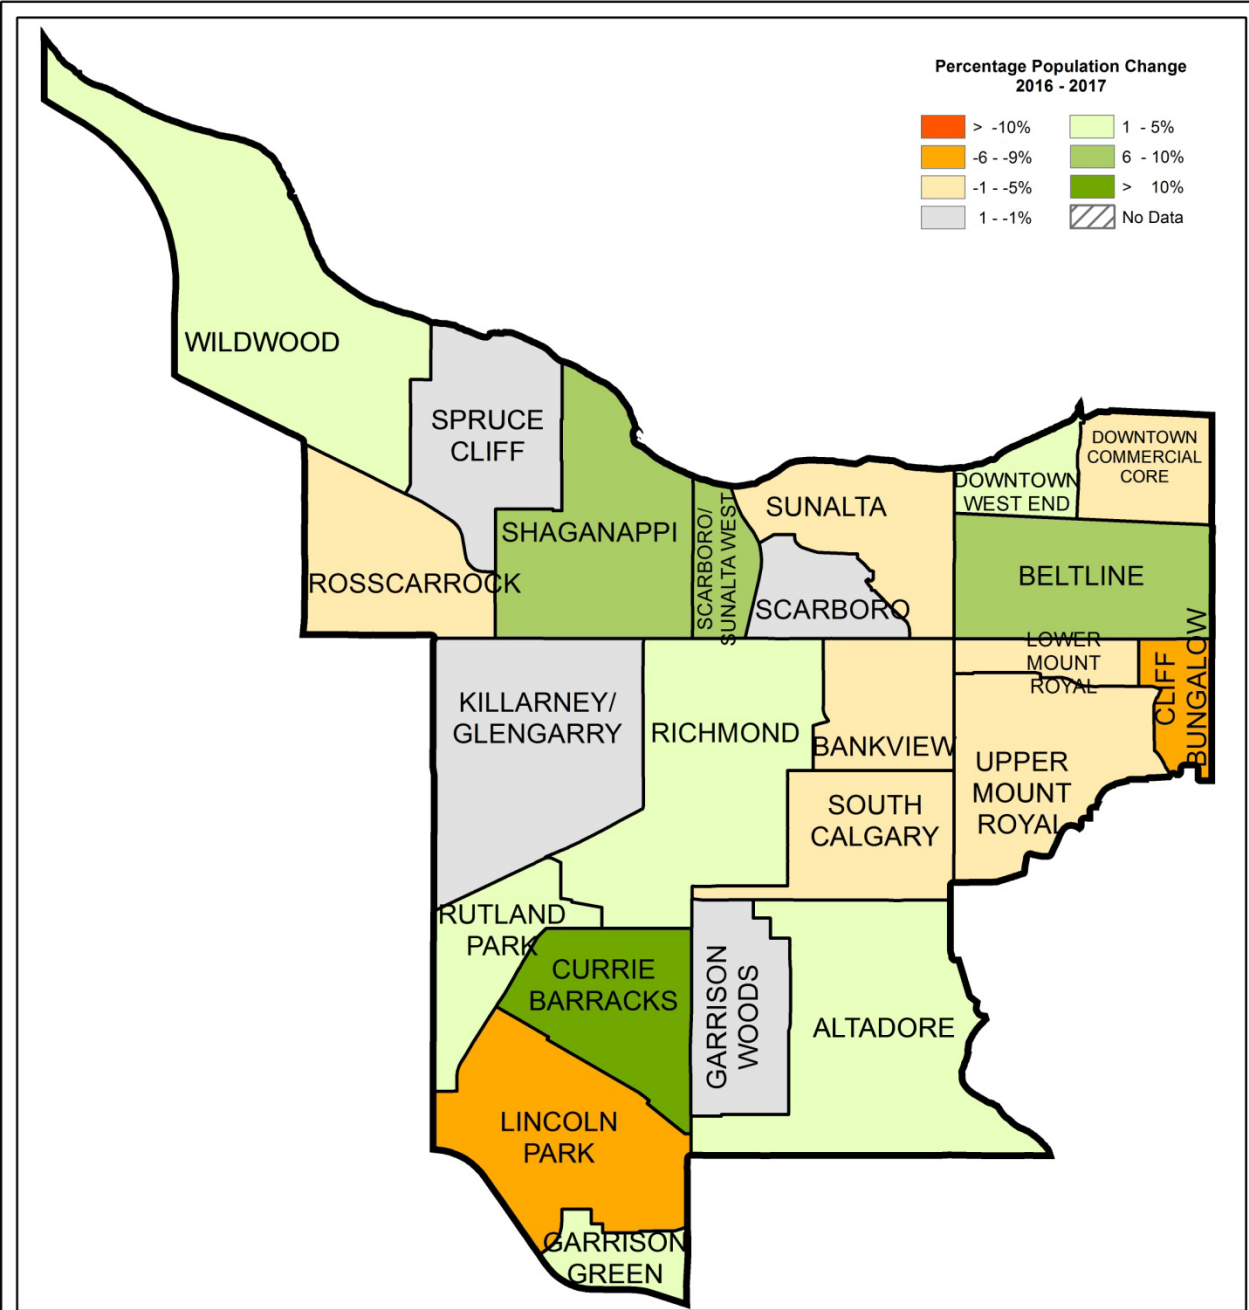 Percentage Population Change
2016 - 2017
> -10%
-6 - -9%
-1 - -5%
1 - -1%
1 - 5%
6 - 10%
> 10%
No Data
WILDWOOD
SPRUCE
CLIFF
ROSSCARROCK
SHAGANAPPI
SCARBORO/
SUNALTA WEST
SUNALTA
SCARBORO
DOWNTOWN
WEST END
DOWNTOWN
COMMERCIAL
CORE
BELTLINE
LOWER
MOUNT
ROYAL
CLIFF
BUNGALOW
KILLARNEY/
GLENGARRY
RICHMOND
BANKVIEW
UPPER
MOUNT
ROYAL
SOUTH
CALGARY
RUTLAND
PARK
CURRIE
BARRACKS
GARRISON
WOODS
ALTADORE
LINCOLN
PARK
GARRISON
GREEN